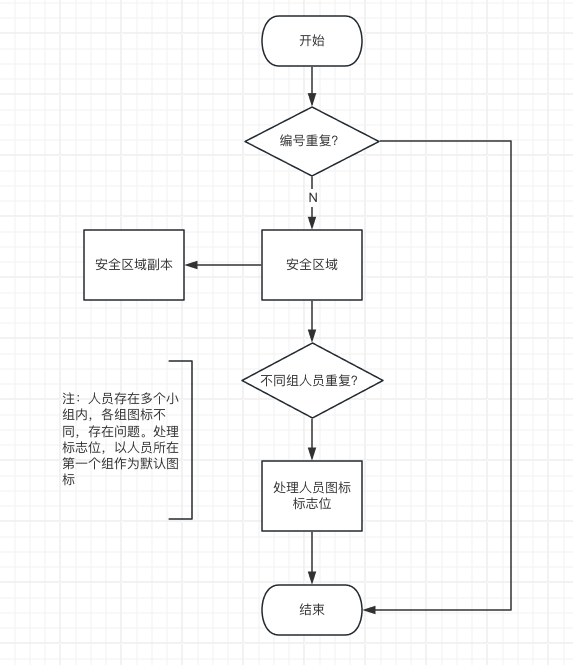 开始
编号重复?
N
安全区域副本
安全区域
不同组人员重复?
注：人员存在多个小
组内，各组图标不
同，存在问题。处理
标志位，以人员所在
第一个组作为默认图
标
处理人员图标
标志位
结束